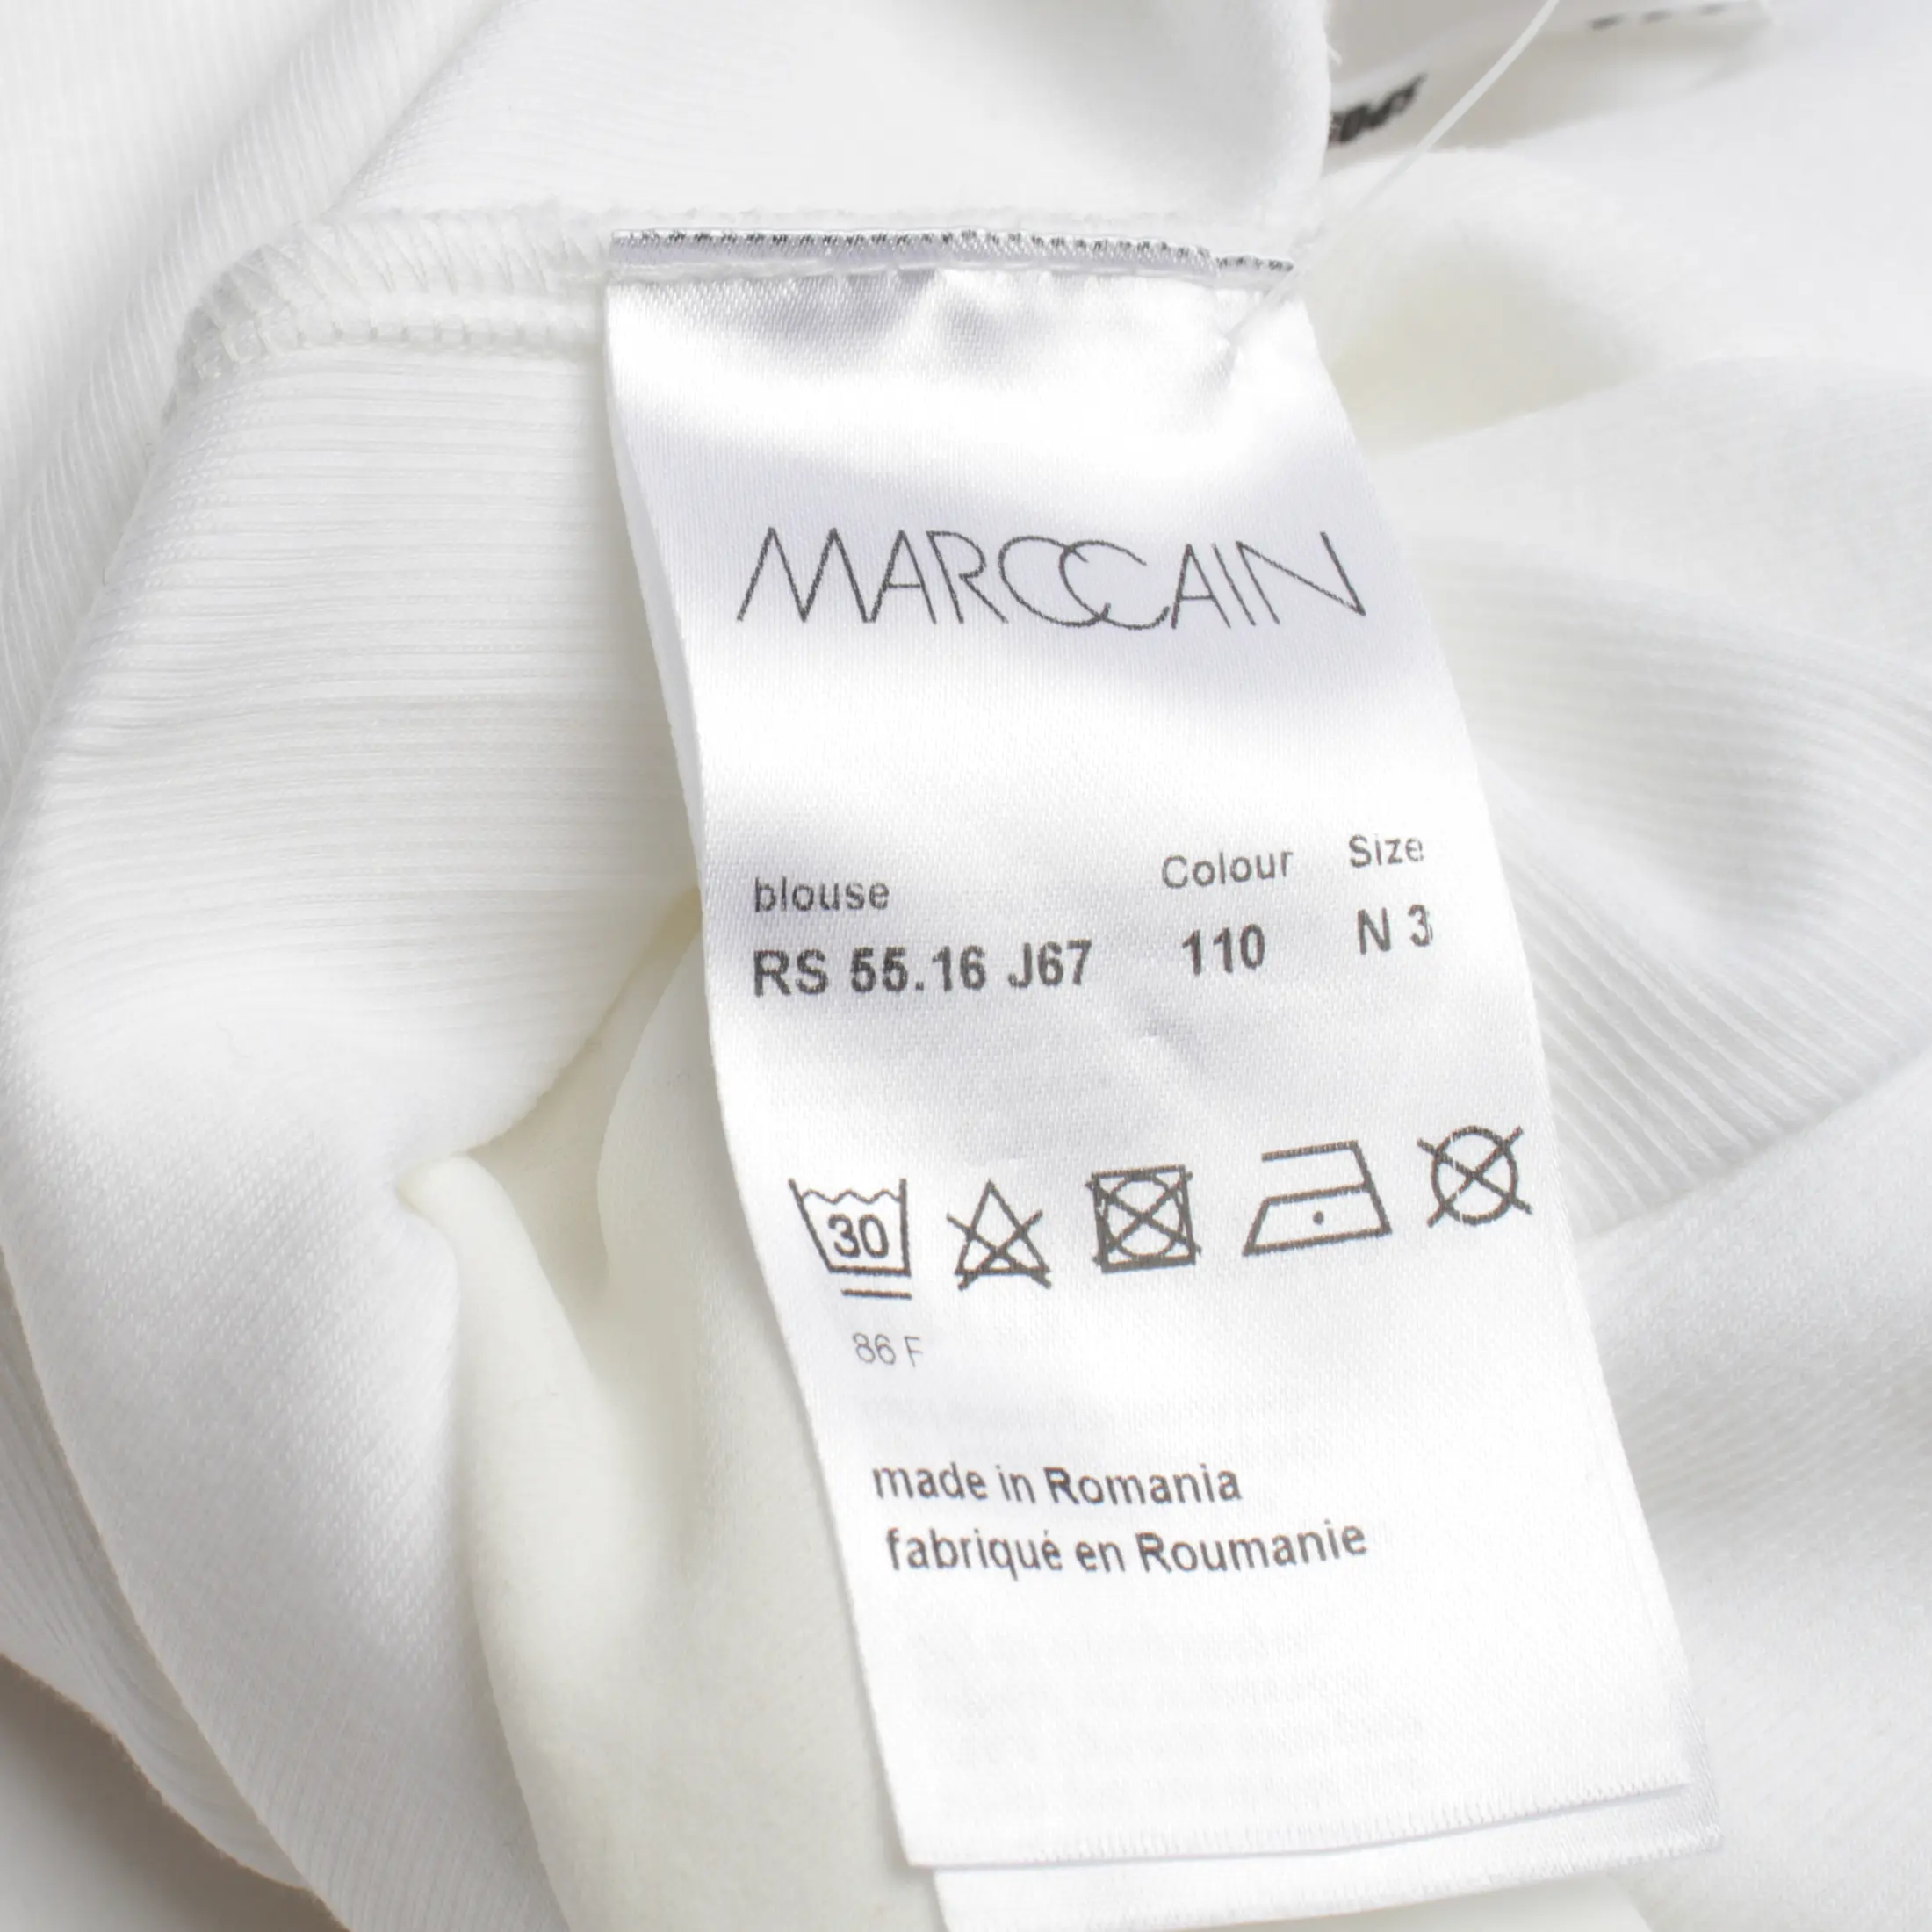 MARCCAIN
blouse Colour Size
RS 55.16 J67 110 N 3
30
86 F
made in Romania
fabriqué en Roumanie